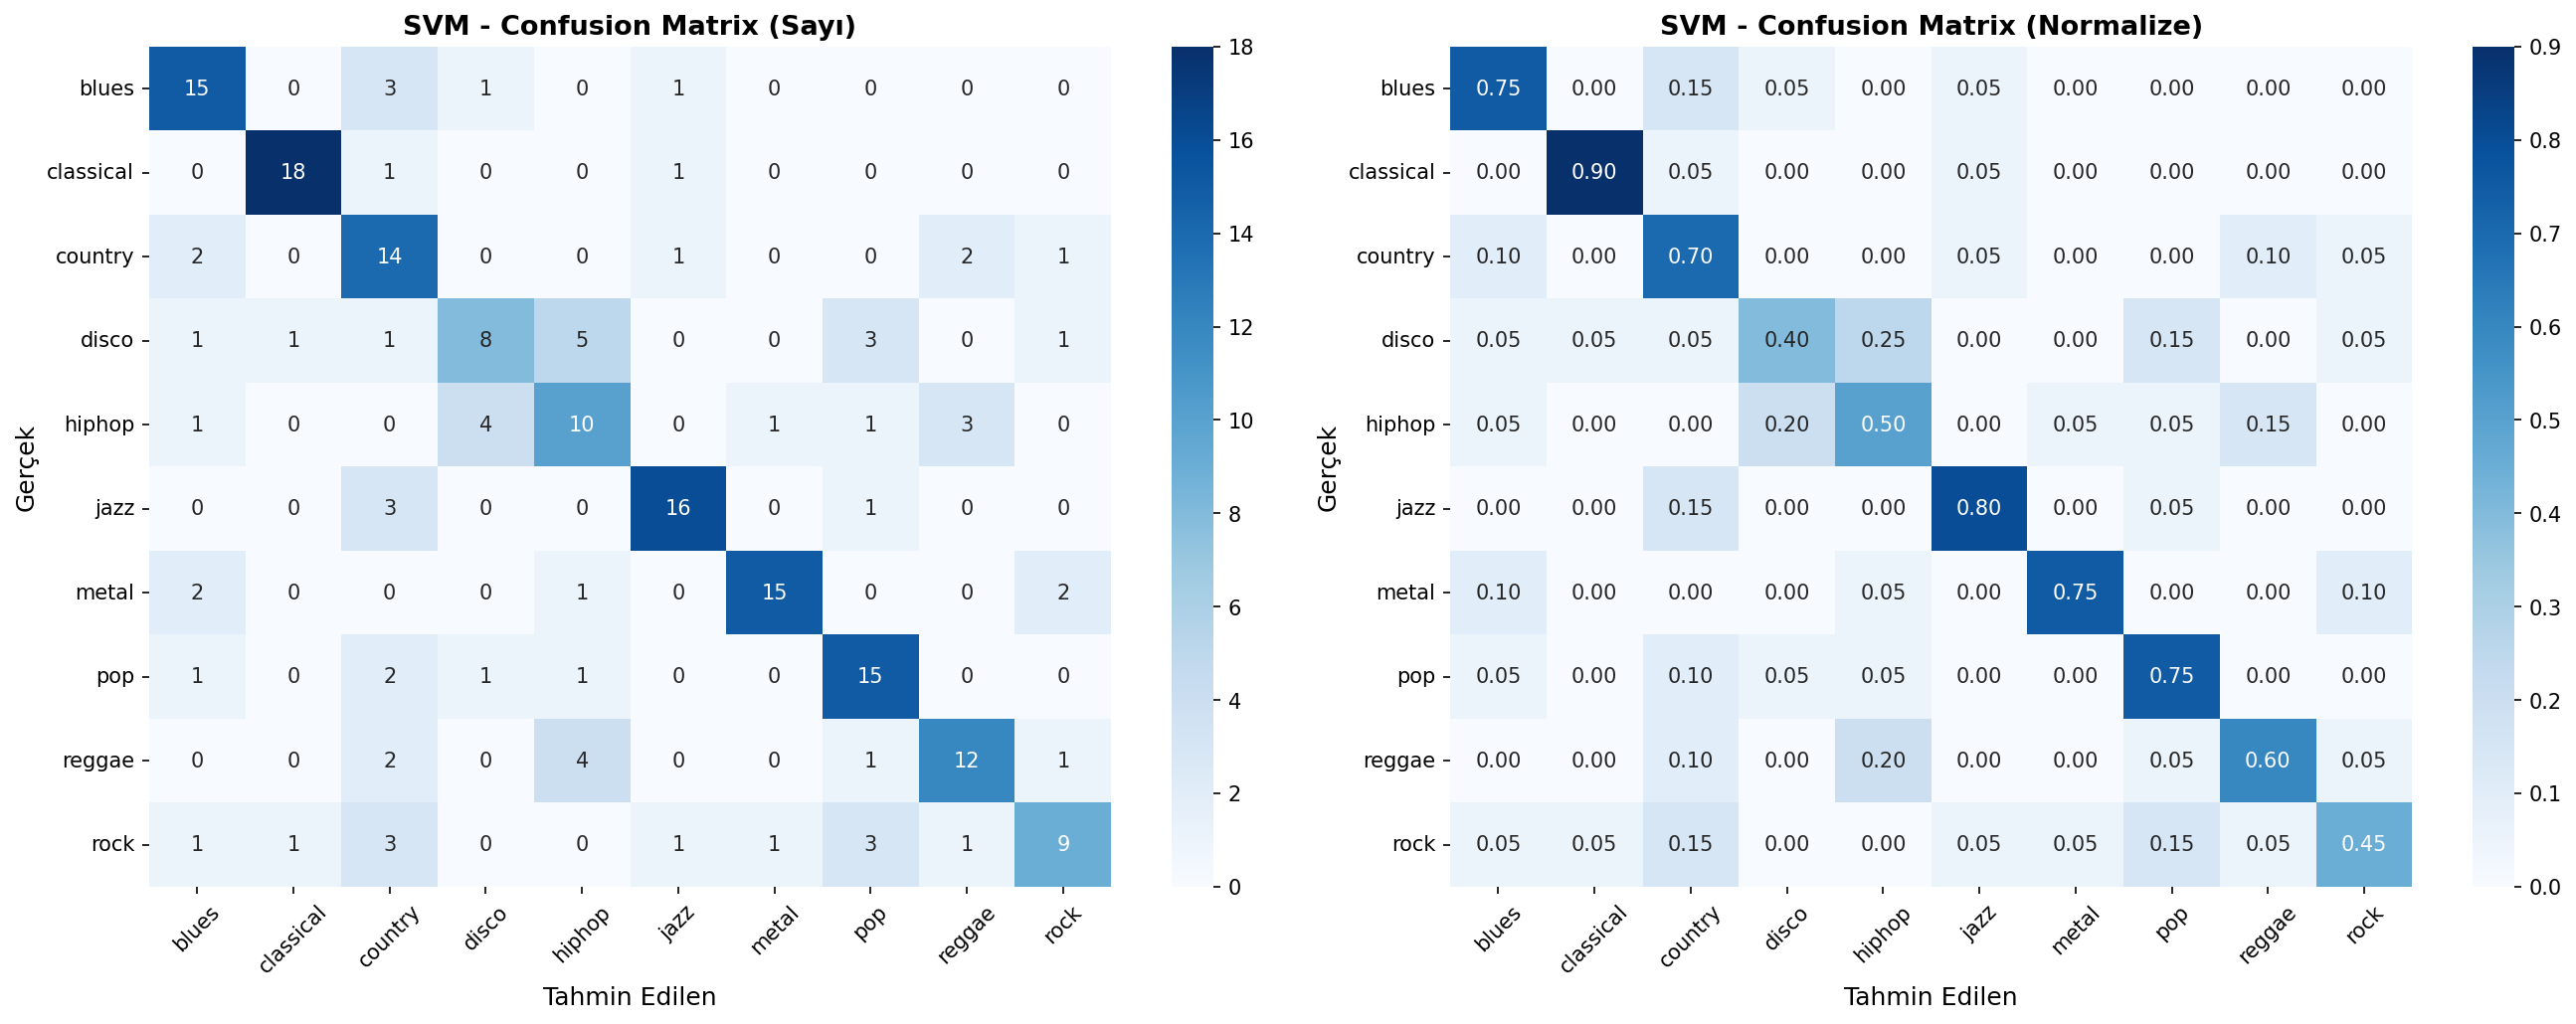 SVM - Confusion Matrix (Sayı)
Gerçek
blues 15 0 3 1 0 1 0 0 0 0
classical 0 18 1 0 0 1 0 0 0 0
country 2 0 14 0 0 1 0 0 2 1
disco 1 1 1 8 5 0 0 3 0 1
hiphop 1 0 0 4 10 0 1 1 3 0
jazz 0 0 3 0 0 16 0 1 0 0
metal 2 0 0 0 1 0 15 0 0 2
pop 1 0 2 1 1 0 0 15 0 0
reggae 0 0 2 0 4 0 0 1 12 1
rock 1 1 3 0 0 1 1 3 1 9
blues classical country disco hiphop jazz metal pop reggae rock
Tahmin Edilen
18
16
14
12
10
8
6
4
2
0
SVM - Confusion Matrix (Normalize)
Gerçek
blues 0.75 0.00 0.15 0.05 0.00 0.05 0.00 0.00 0.00 0.00
classical 0.00 0.90 0.05 0.00 0.00 0.05 0.00 0.00 0.00 0.00
country 0.10 0.00 0.70 0.00 0.00 0.05 0.00 0.00 0.10 0.05
disco 0.05 0.05 0.05 0.40 0.25 0.00 0.00 0.15 0.00 0.05
hiphop 0.05 0.00 0.00 0.20 0.50 0.00 0.05 0.05 0.15 0.00
jazz 0.00 0.00 0.15 0.00 0.00 0.80 0.00 0.05 0.00 0.00
metal 0.10 0.00 0.00 0.00 0.05 0.00 0.75 0.00 0.00 0.10
pop 0.05 0.00 0.10 0.05 0.05 0.00 0.00 0.75 0.00 0.00
reggae 0.00 0.00 0.10 0.00 0.20 0.00 0.00 0.05 0.60 0.05
rock 0.05 0.05 0.15 0.00 0.00 0.05 0.05 0.15 0.05 0.45
blues classical country disco hiphop jazz metal pop reggae rock
Tahmin Edilen
0.9
0.8
0.7
0.6
0.5
0.4
0.3
0.2
0.1
0.0